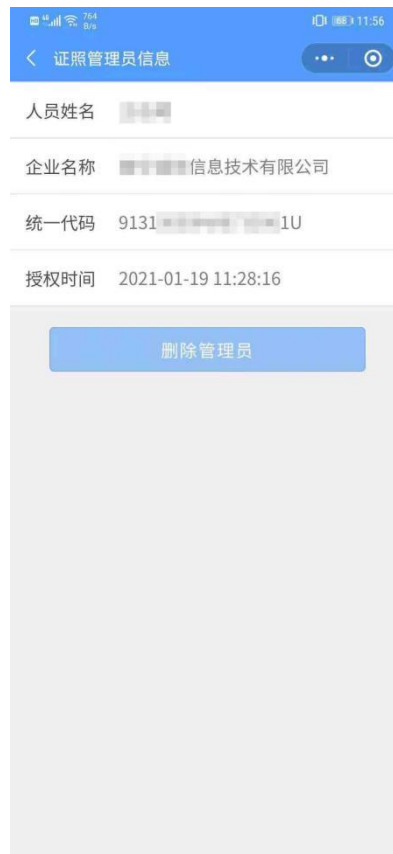 764
B/s
68
11:56
证照管理员信息
人员姓名
企业名称 信息技术有限公司
统一代码 9131 1U
授权时间 2021-01-19 11:28:16
删除管理员